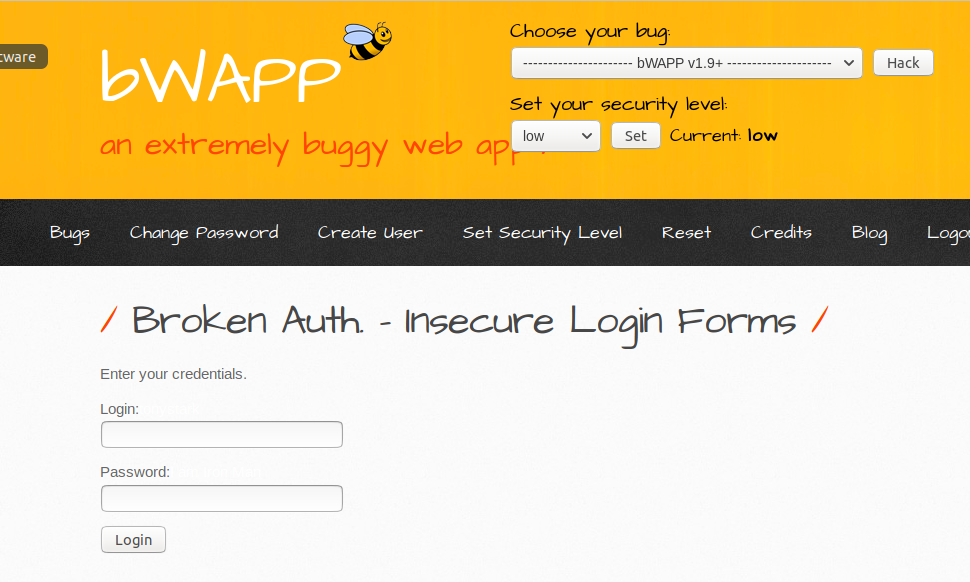 Choose your bug:
bWAPP
---------------------- bWAPP v1.9+ ---------------------
Hack
Set your security level:
low
Set
Current: low
an extremely buggy web app
Bugs
Change Password
Create User
Set Security Level
Reset
Credits
Blog
/ Broken Auth. - Insecure Login Forms /
Enter your credentials.
Login:
Password:
Login